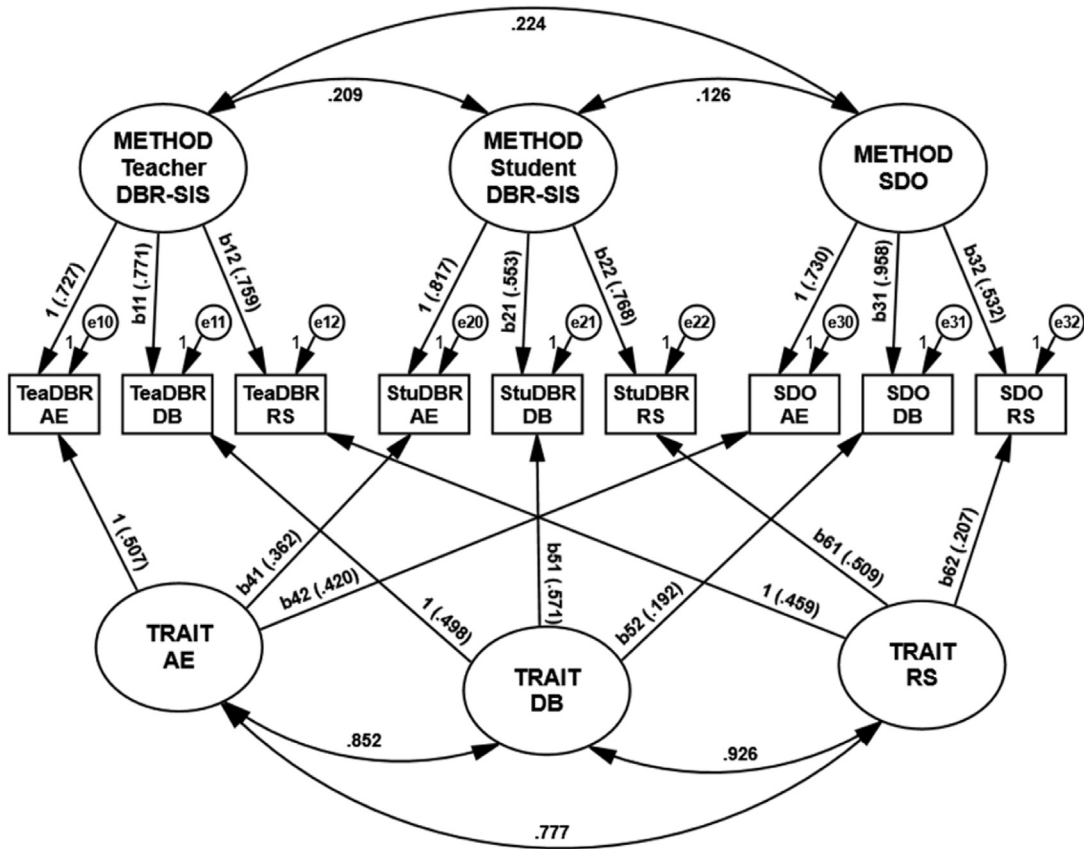 .224
.209
.126
METHOD
Teacher
DBR-SIS
METHOD
Student
DBR-SIS
METHOD
SDO
1 (.727)
b11 (.771)
b12 (.759)
1 (.817)
b21 (.553)
b22 (.768)
1 (.730)
b31 (.958)
b32 (.532)
e10
e11
e12
e20
e21
e22
e30
e31
e32
1
1
1
1
1
1
1
1
1
TeaDBR
AE
TeaDBR
DB
TeaDBR
RS
StuDBR
AE
StuDBR
DB
StuDBR
RS
SDO
AE
SDO
DB
SDO
RS
1 (.507)
b41 (.362)
b42 (.420)
1 (.498)
b51 (.571)
b52 (.192)
1 (.459)
b61 (.509)
b62 (.207)
TRAIT
AE
TRAIT
DB
TRAIT
RS
.852
.926
.777